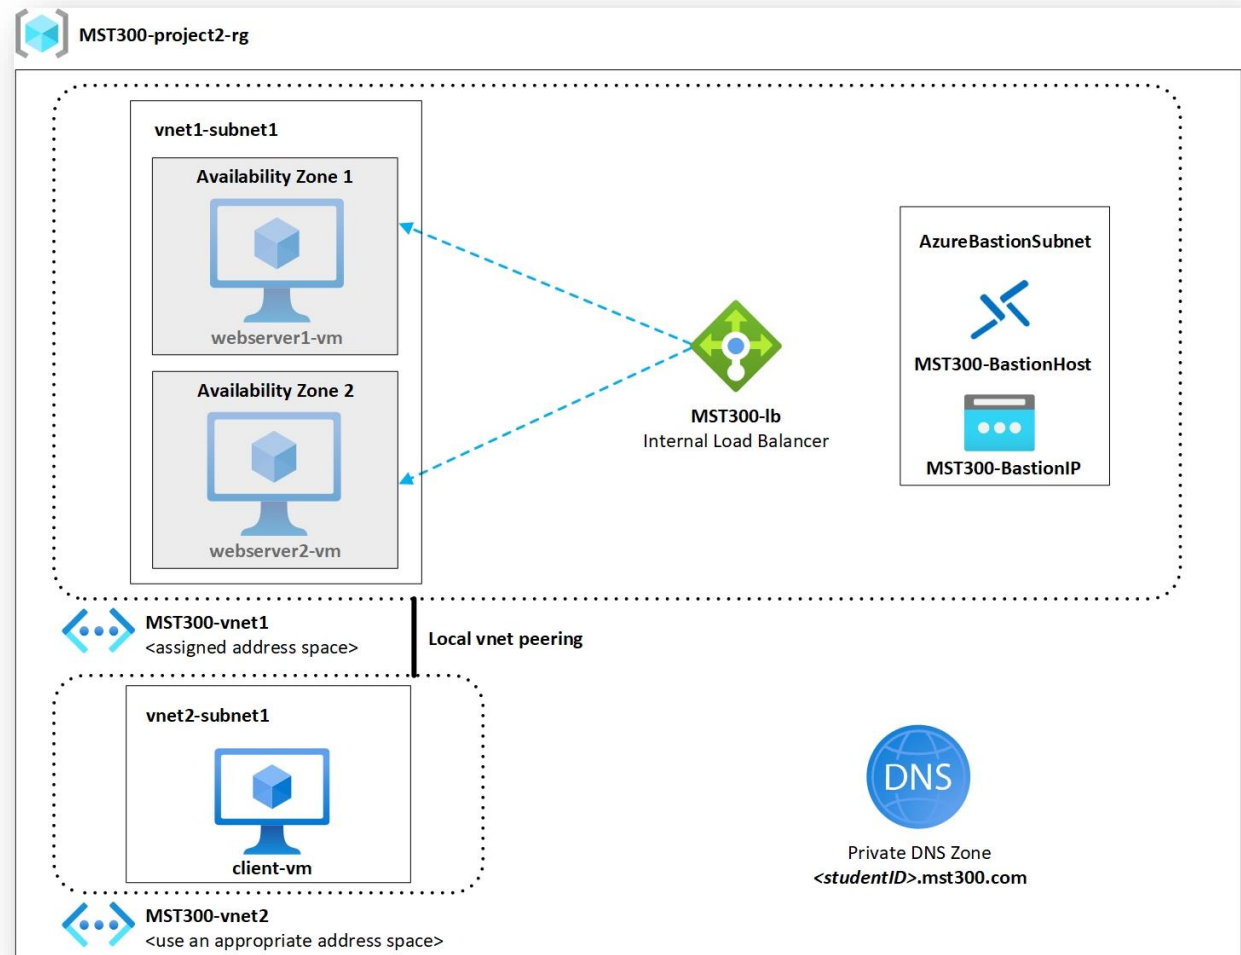 MST300-project2-rg
vnet1-subnet1
Availability Zone 1
webserver1-vm
Availability Zone 2
webserver2-vm
MST300-lb
Internal Load Balancer
AzureBastionSubnet
MST300-BastionHost
MST300-BastionIP
MST300-vnet1
<assigned address space>
Local vnet peering
vnet2-subnet1
client-vm
DNS
Private DNS Zone
<studentID>.mst300.com
MST300-vnet2
<use an appropriate address space>